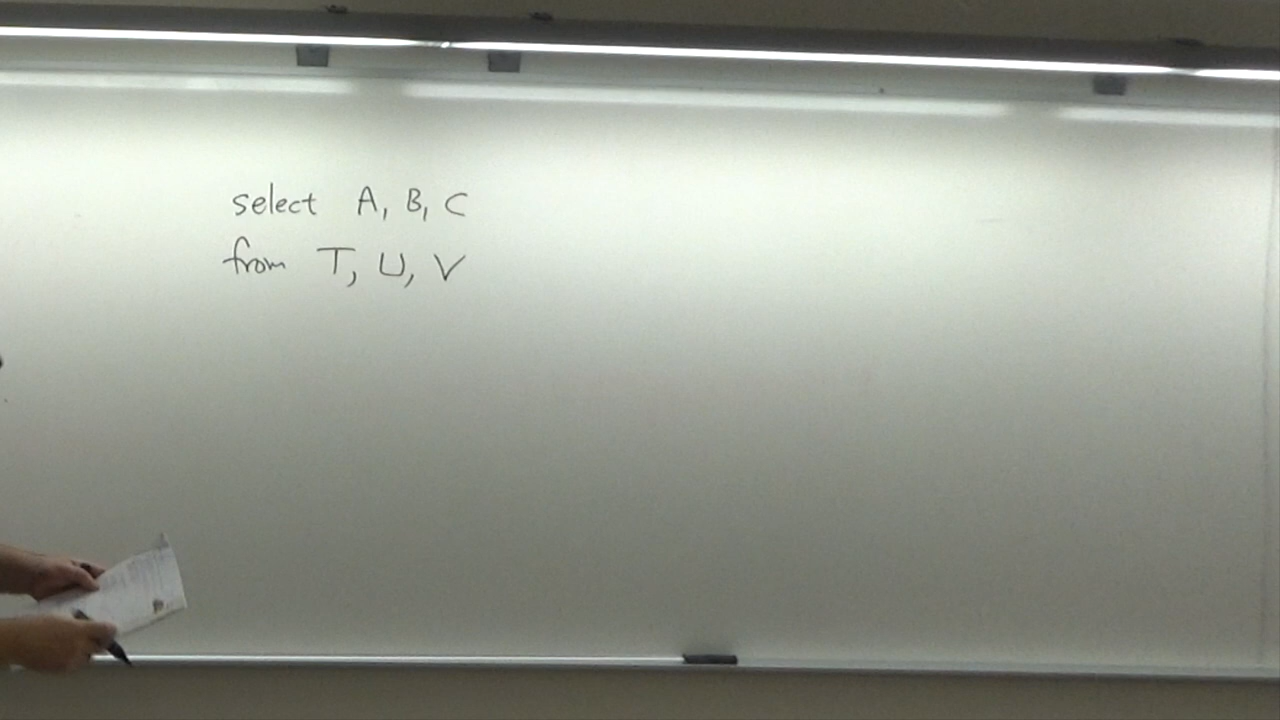 select A, B, C
from T, U, V